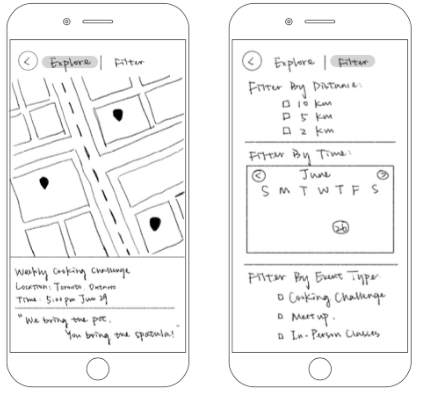 Explore | Filter
Weekly Cooking Challenge
Location: Toronto, Ontario
Time: 5:00 pm Jun 29
"We bring the pot,
You bring the spatula!"
Explore | Filter
Filter By Distance:
10 km
5 km
2 km
Filter By Time:
June
S M T W T F S
26
Filter By Event Type:
Cooking Challenge
Meet up.
In-Person Classes